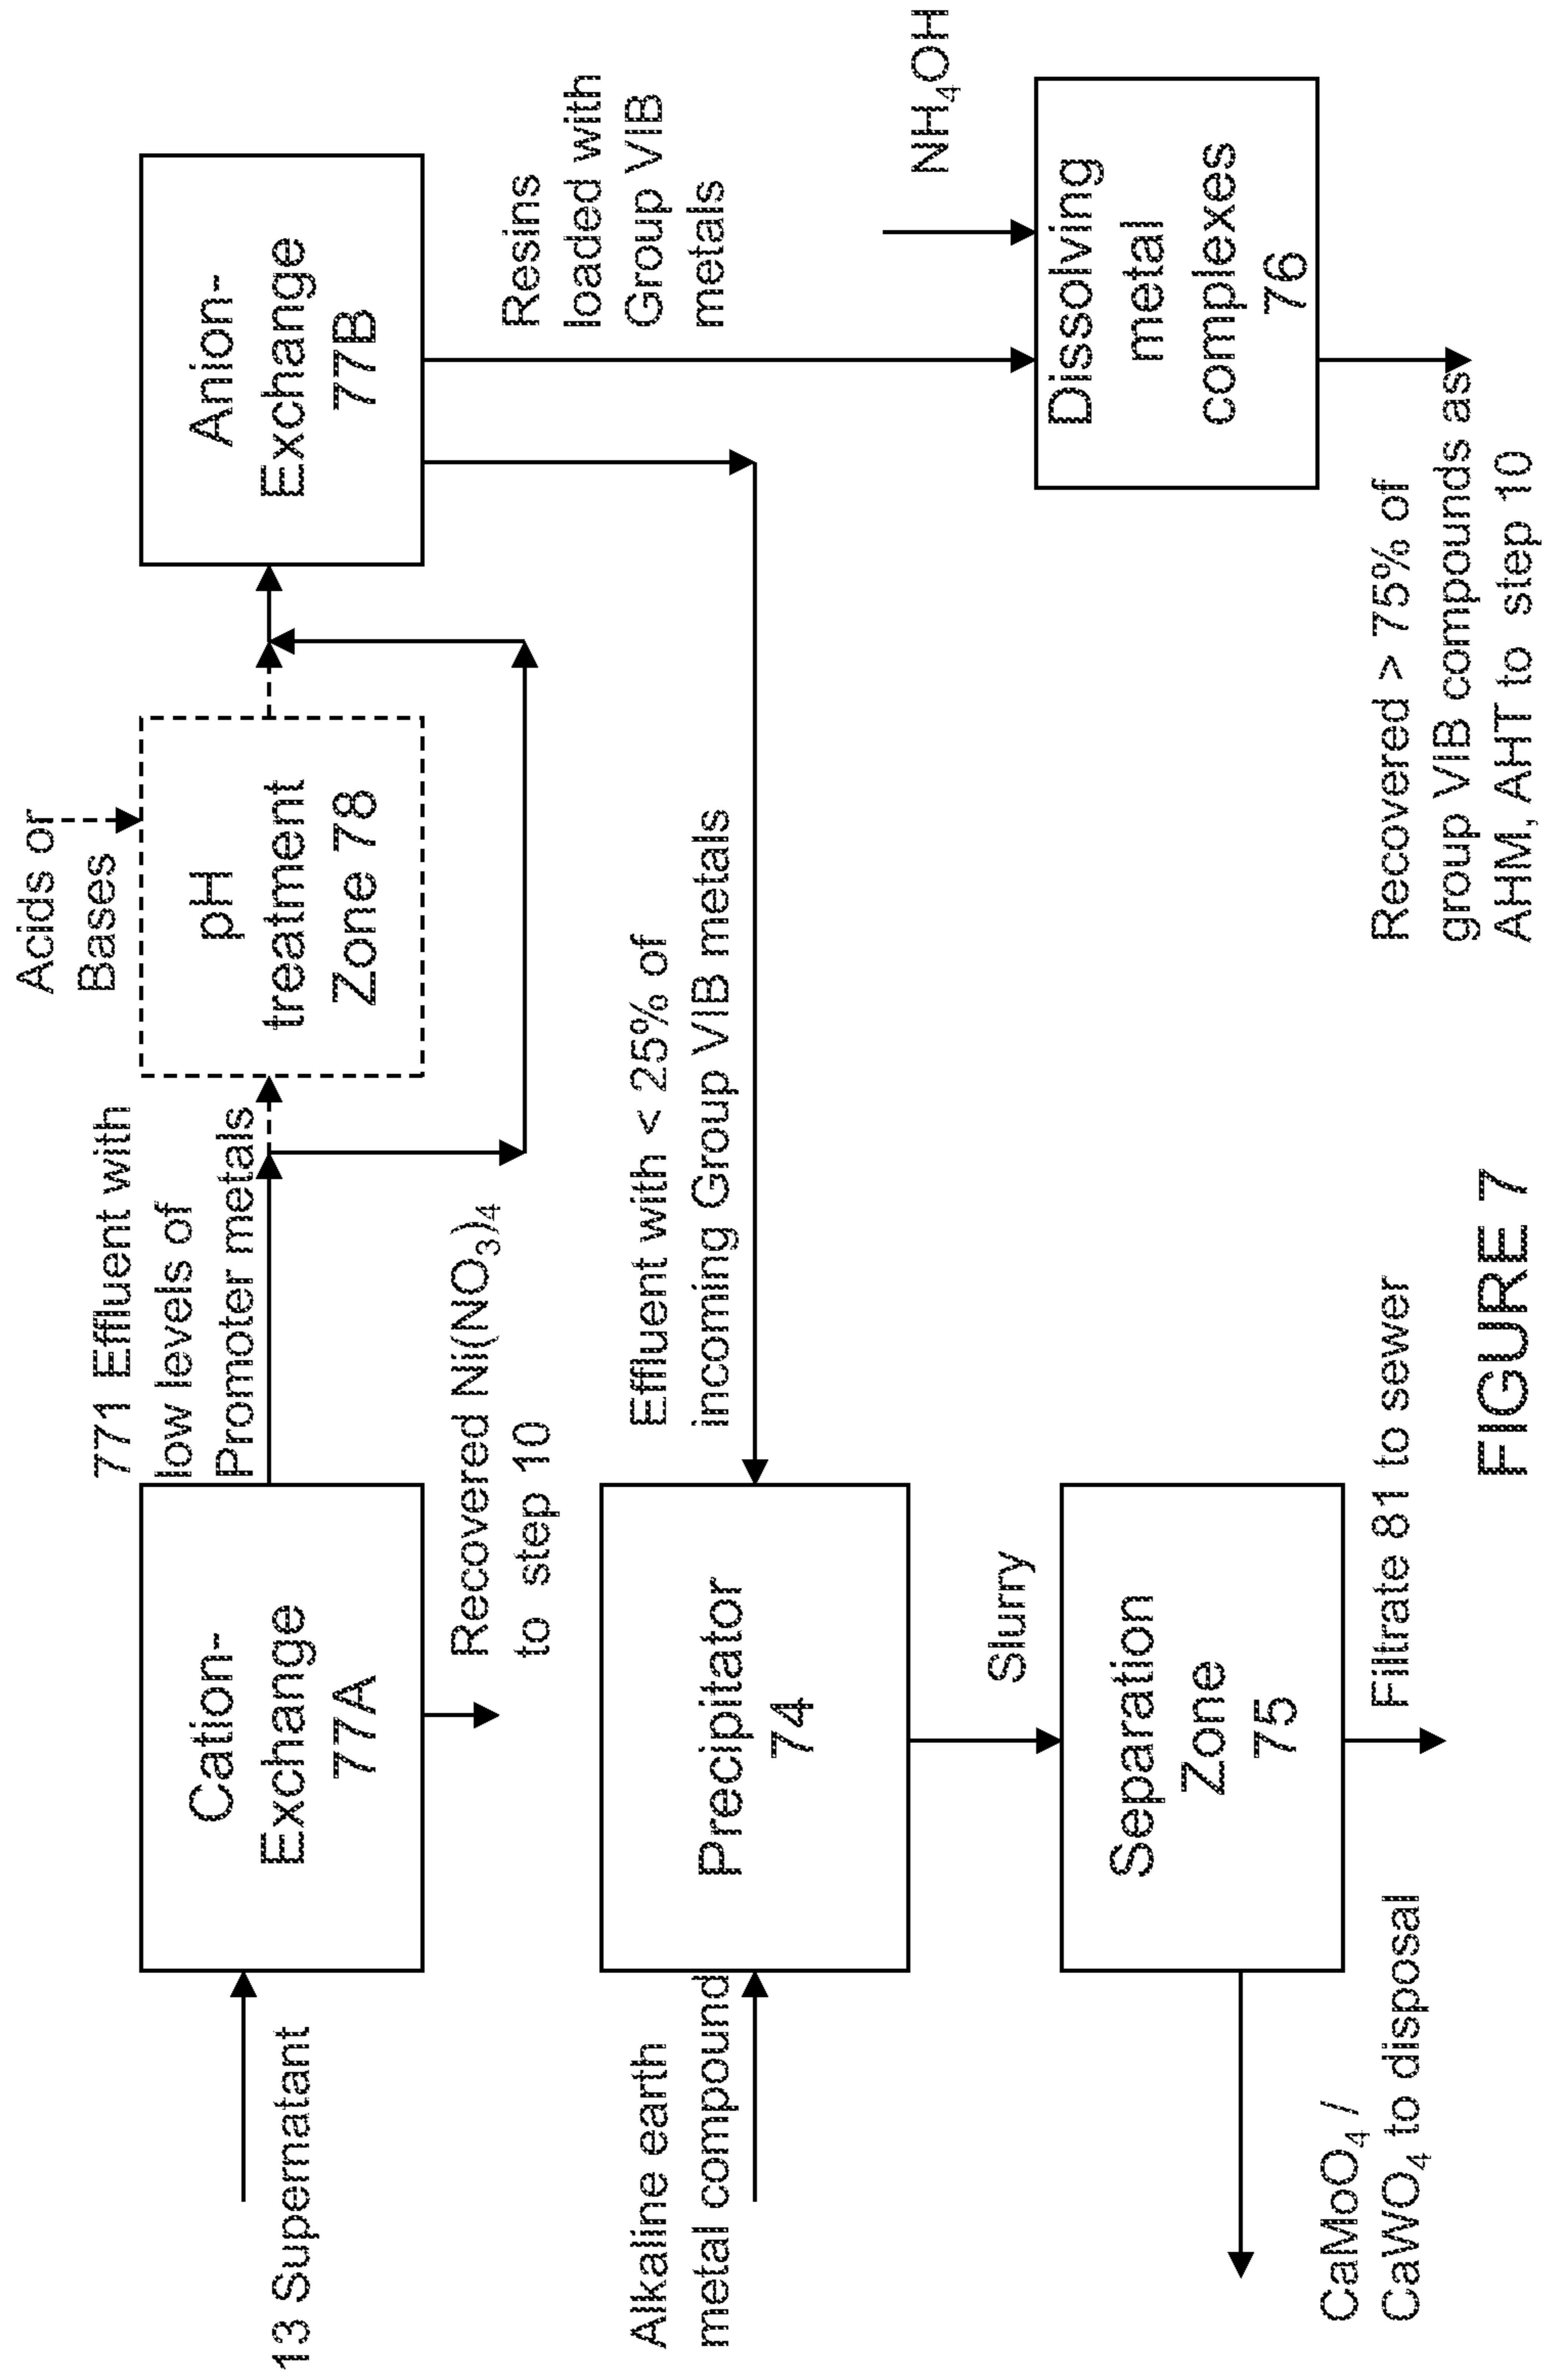 13 Supernatant
Cation-
Exchange
77A
771 Effluent with
low levels of
Promoter metals
Recovered Ni(NO₃)₄
to step 10
Acids or
Bases
pH
treatment
Zone 78
Anion-
Exchange
77B
Resins
loaded with
Group VIB
metals
Effluent with < 25% of
incoming Group VIB metals
Alkaline earth
metal compound
Precipitator
74
Slurry
Separation
Zone
75
CaMoO₄ /
CaWO₄ to disposal
Filtrate 81 to sewer
NH₄OH
Dissolving
metal
complexes
76
Recovered > 75% of
group VIB compounds as
AHM, AHT to step 10
FIGURE 7